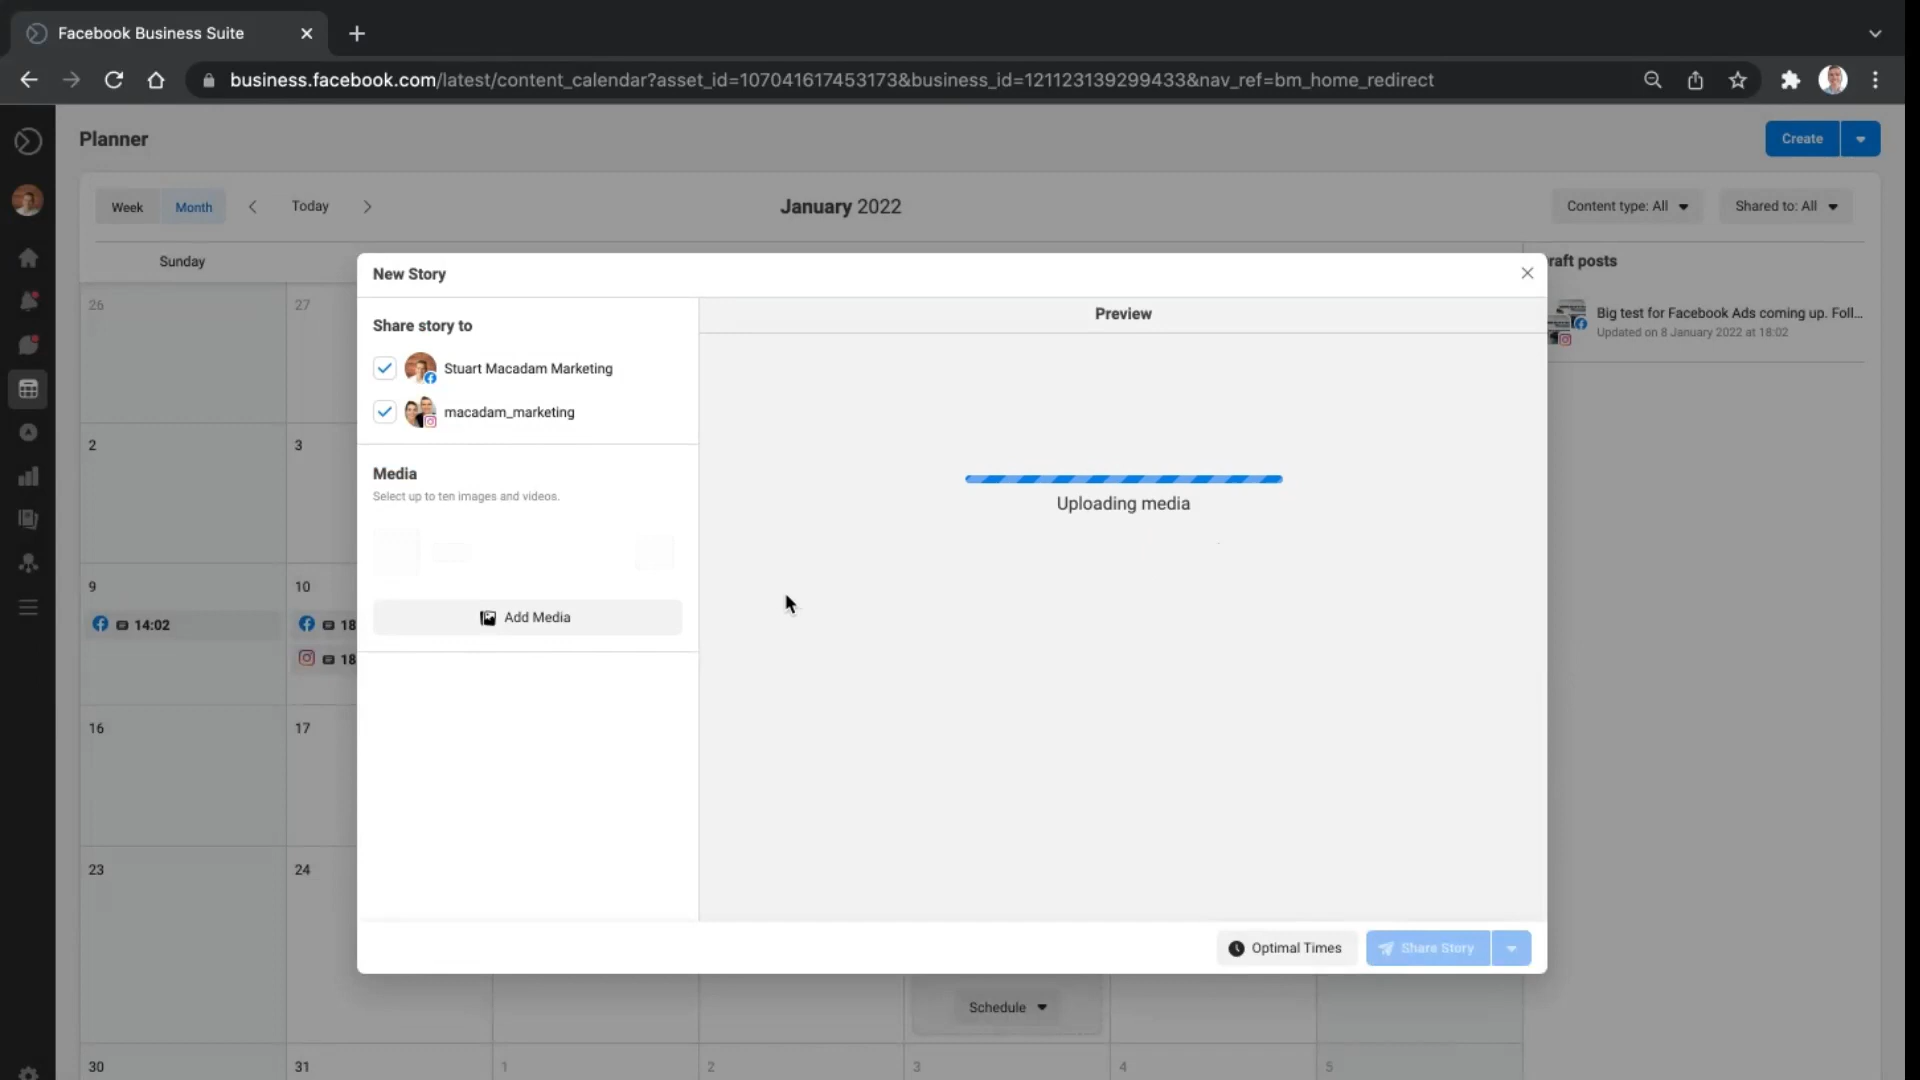 Facebook Business Suite
business.facebook.com/latest/content_calendar?asset_id=107041617453173&business_id=121123139299433&nav_ref=bm_home_redirect
Planner
Create
Week
Month
Today
January 2022
Content type: All
Shared to: All
Sunday
raft posts
Big test for Facebook Ads coming up. Foll...
Updated on 8 January 2022 at 18:02
New Story
Share story to
Stuart Macadam Marketing
macadam_marketing
Media
Select up to ten images and videos.
Add Media
Preview
Uploading media
Optimal Times
Share Story
26
27
2
3
9
10
14:02
18
18
16
17
23
24
Schedule
30
31
1
2
3
4
5